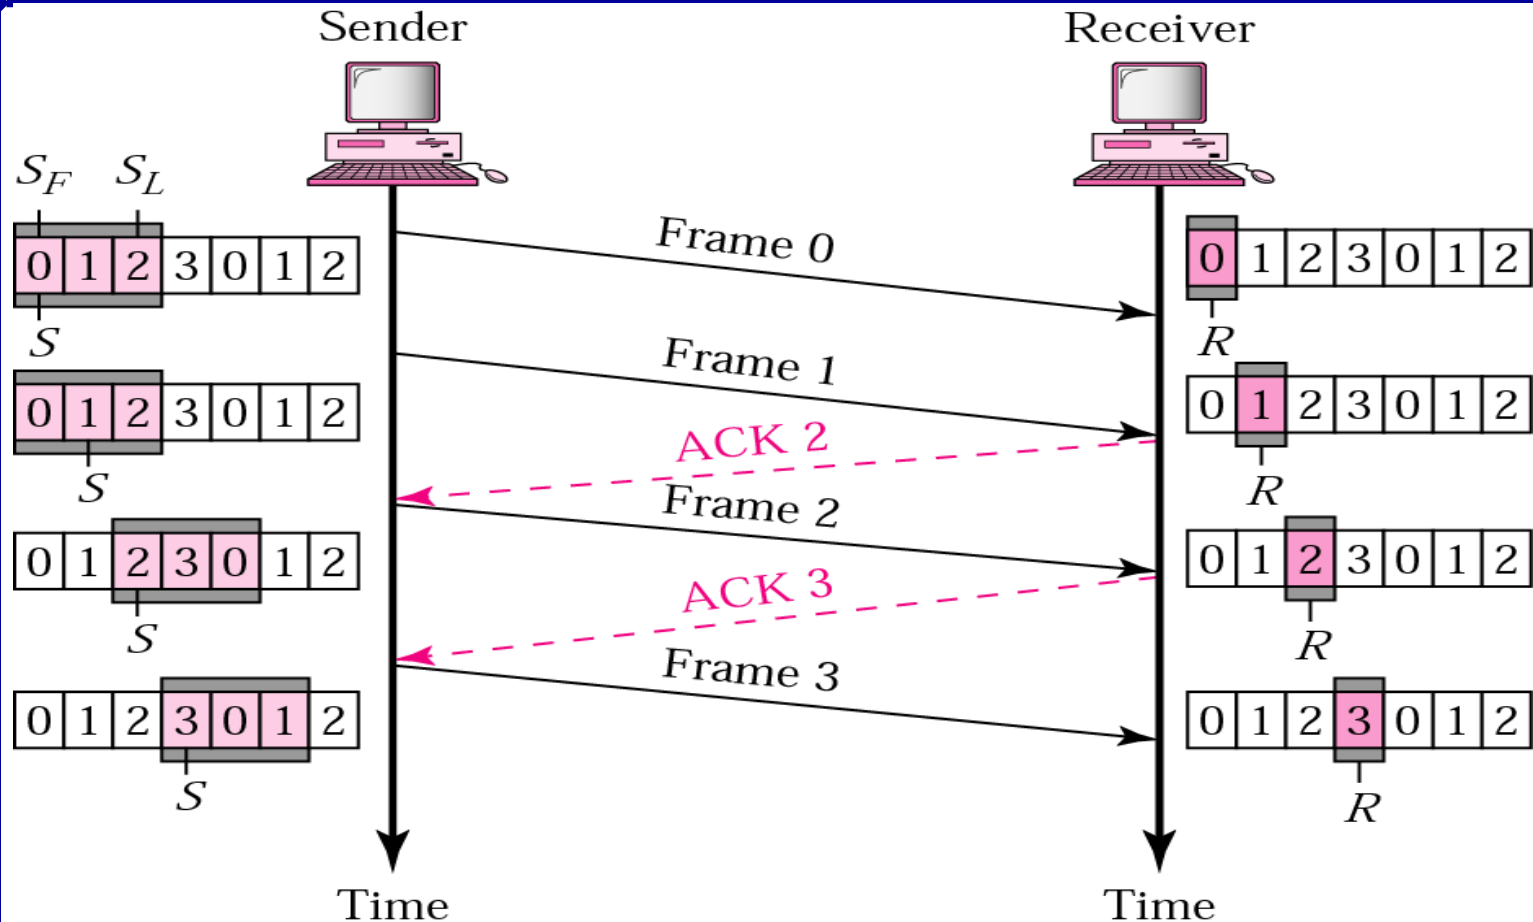 Sender
Receiver
S_F S_L
0 1 2 3 0 1 2
S
Frame 0
0 1 2 3 0 1 2
R
0 1 2 3 0 1 2
S
Frame 1
ACK 2
0 1 2 3 0 1 2
R
0 1 2 3 0 1 2
S
Frame 2
ACK 3
0 1 2 3 0 1 2
R
0 1 2 3 0 1 2
S
Frame 3
0 1 2 3 0 1 2
R
Time
Time